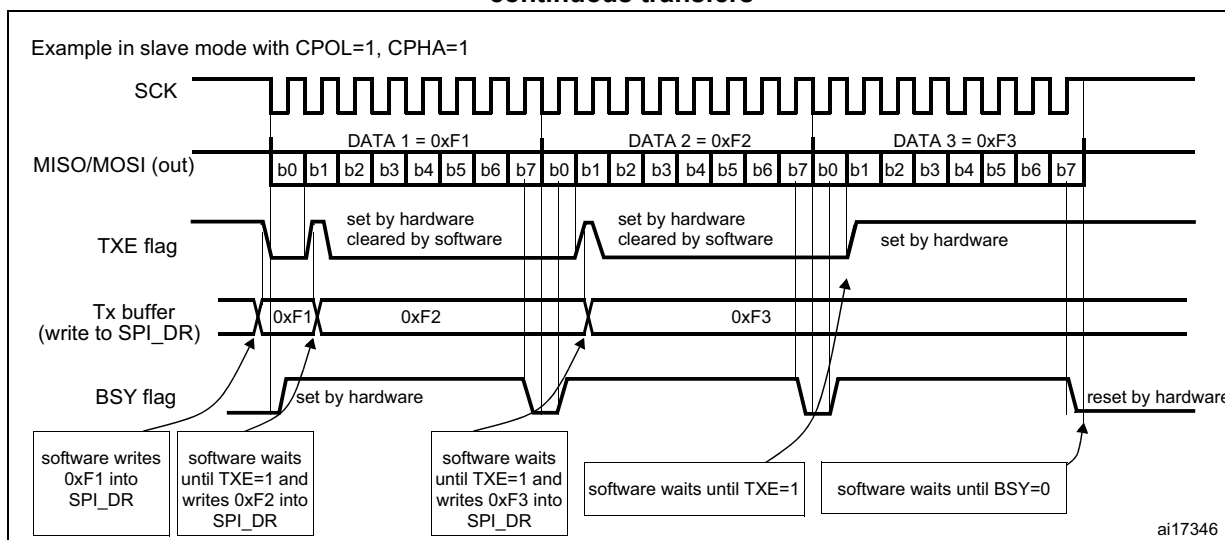 continuous transfers
Example in slave mode with CPOL=1, CPHA=1
SCK
DATA 1 = 0xF1 DATA 2 = 0xF2 DATA 3 = 0xF3
MISO/MOSI (out)
b0 b1 b2 b3 b4 b5 b6 b7 b0 b1 b2 b3 b4 b5 b6 b7 b0 b1 b2 b3 b4 b5 b6 b7
TXE flag
set by hardware
cleared by software
set by hardware
cleared by software
set by hardware
Tx buffer
(write to SPI_DR)
0xF1 0xF2 0xF3
BSY flag
set by hardware
reset by hardware
software writes
0xF1 into
SPI_DR
software waits
until TXE=1 and
writes 0xF2 into
SPI_DR
software waits
until TXE=1 and
writes 0xF3 into
SPI_DR
software waits until TXE=1
software waits until BSY=0
ai17346